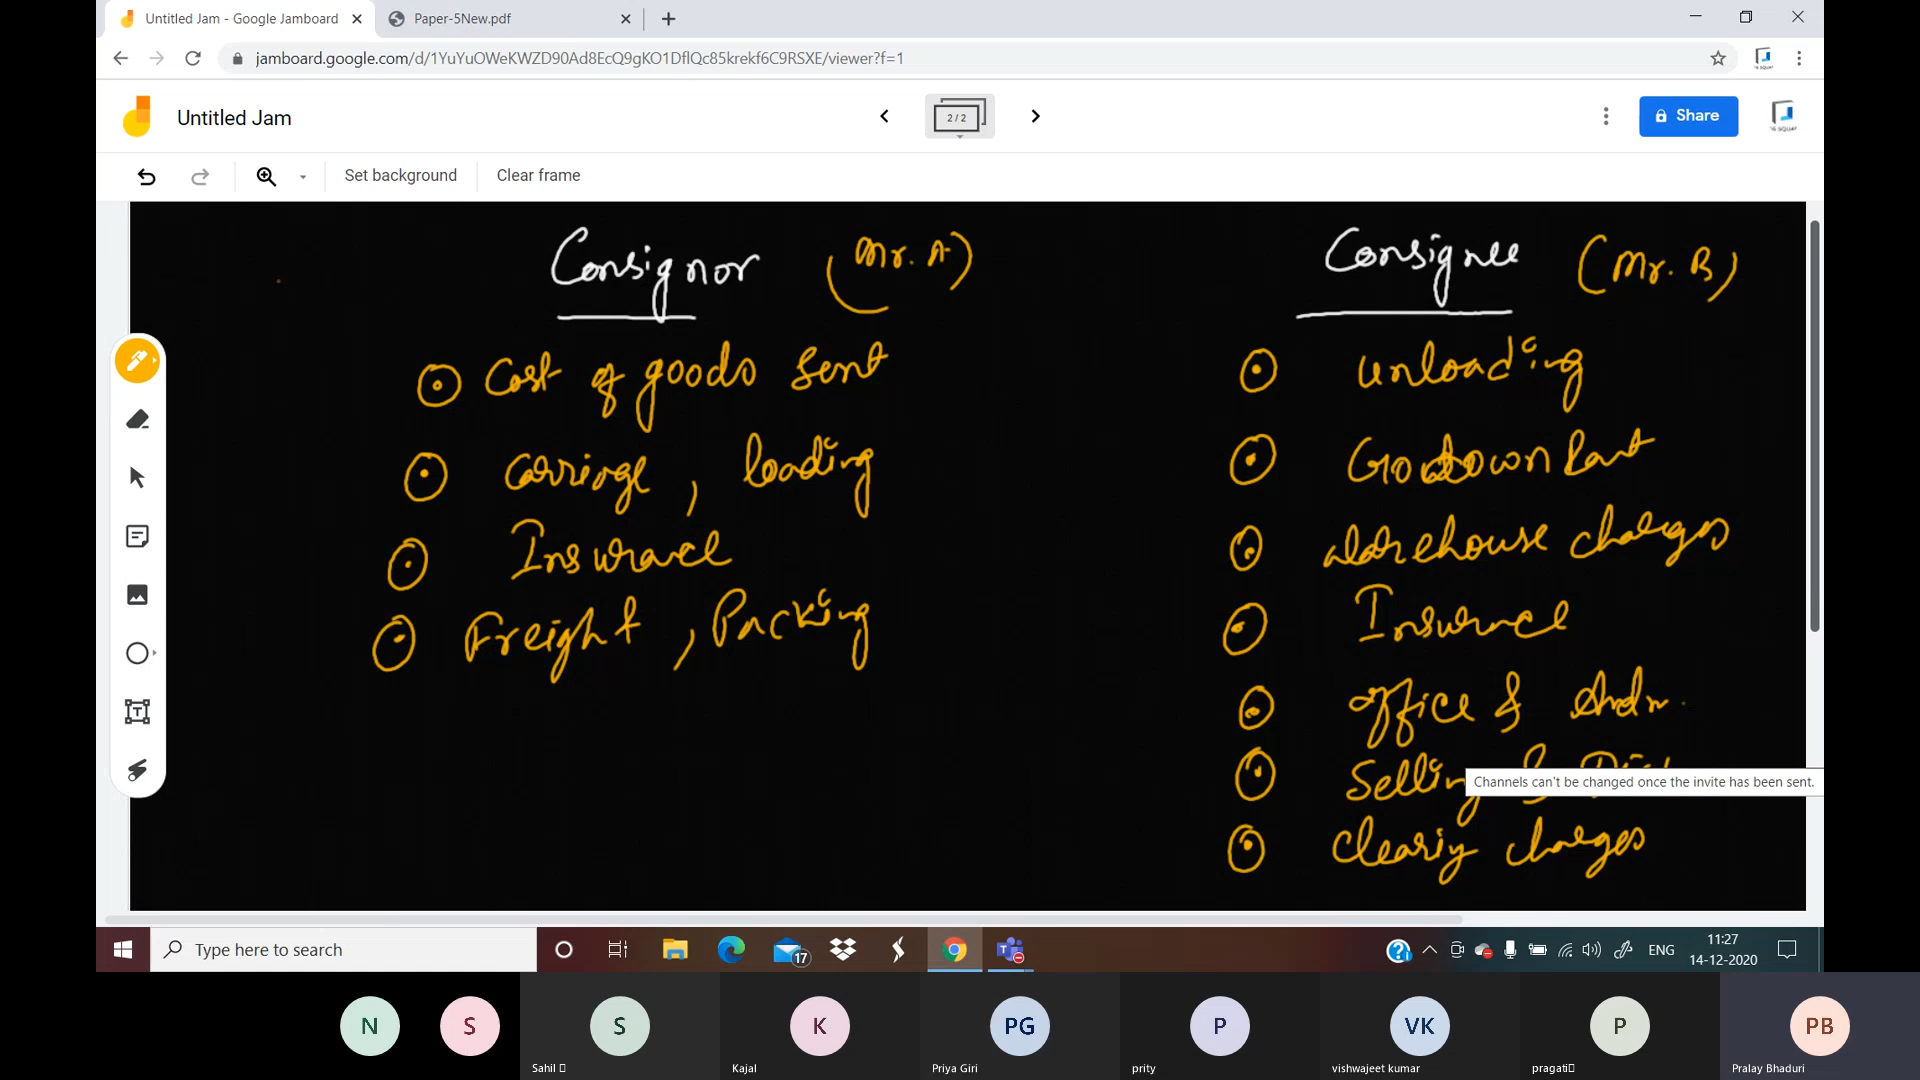 Untitled Jam - Google Jamboard
Paper-5New.pdf
jamboard.google.com/d/1YuYuOWeKWZD90Ad8EcQ9gKO1DflQc85krekf6C9RSXE/viewer?f=1
Untitled Jam
2 / 2
Share
Set background
Clear frame
Consignor (Mr. A)
Cost of goods sent
Carriage, loading
Insurance
Freight, Packing
Consignee (Mr. B)
unloading
Godown Rent
warehouse charges
Insurance
office & Adm
Selling &
Channels can't be changed once the invite has been sent.
Clearing charges
Type here to search
17
ENG
11:27
14-12-2020
N
S
S
K
PG
P
VK
P
PB
Sahil
Kajal
Priya Giri
prity
vishwajeet kumar
pragati
Pralay Bhaduri